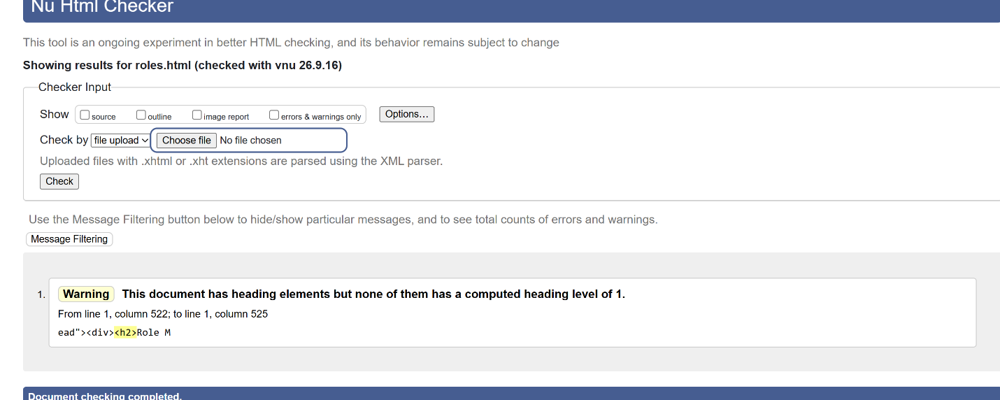 Nu Html Checker
This tool is an ongoing experiment in better HTML checking, and its behavior remains subject to change
Showing results for roles.html (checked with vnu 26.9.16)
Checker Input
Show source outline image report errors & warnings only Options...
Check by file upload Choose file No file chosen
Uploaded files with .xhtml or .xht extensions are parsed using the XML parser.
Check
Use the Message Filtering button below to hide/show particular messages, and to see total counts of errors and warnings.
Message Filtering
1. Warning This document has heading elements but none of them has a computed heading level of 1.
From line 1, column 522; to line 1, column 525
ead"><div><h2>Role M
Document checking completed.